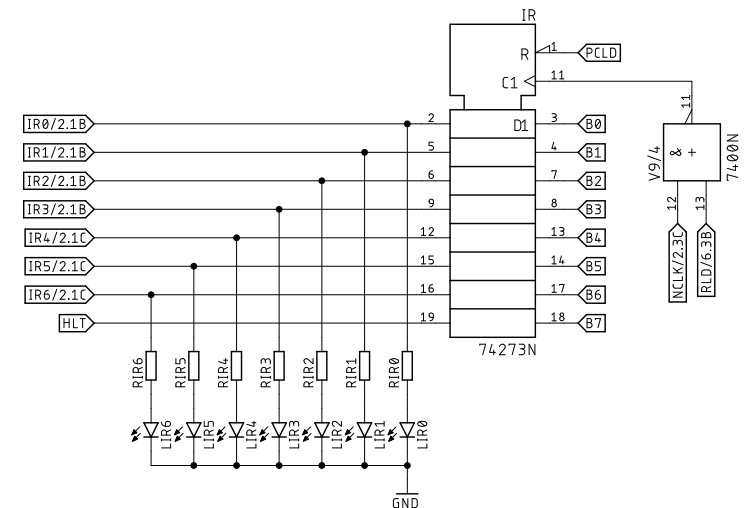 IR
R 1 PCLD
C1 11
IR0/2.1B 2 D1 3 B0
IR1/2.1B 5 4 B1
IR2/2.1B 6 7 B2
IR3/2.1B 9 8 B3
IR4/2.1C 12 13 B4
IR5/2.1C 15 14 B5
IR6/2.1C 16 17 B6
HLT 19 18 B7
74273N
11
V9/4 & + 7400N
12 13
NCLK/2.3C RLD/6.3B
RIR6 RIR5 RIR4 RIR3 RIR2 RIR1 RIR0
LIR6 LIR5 LIR4 LIR3 LIR2 LIR1 LIR0
GND